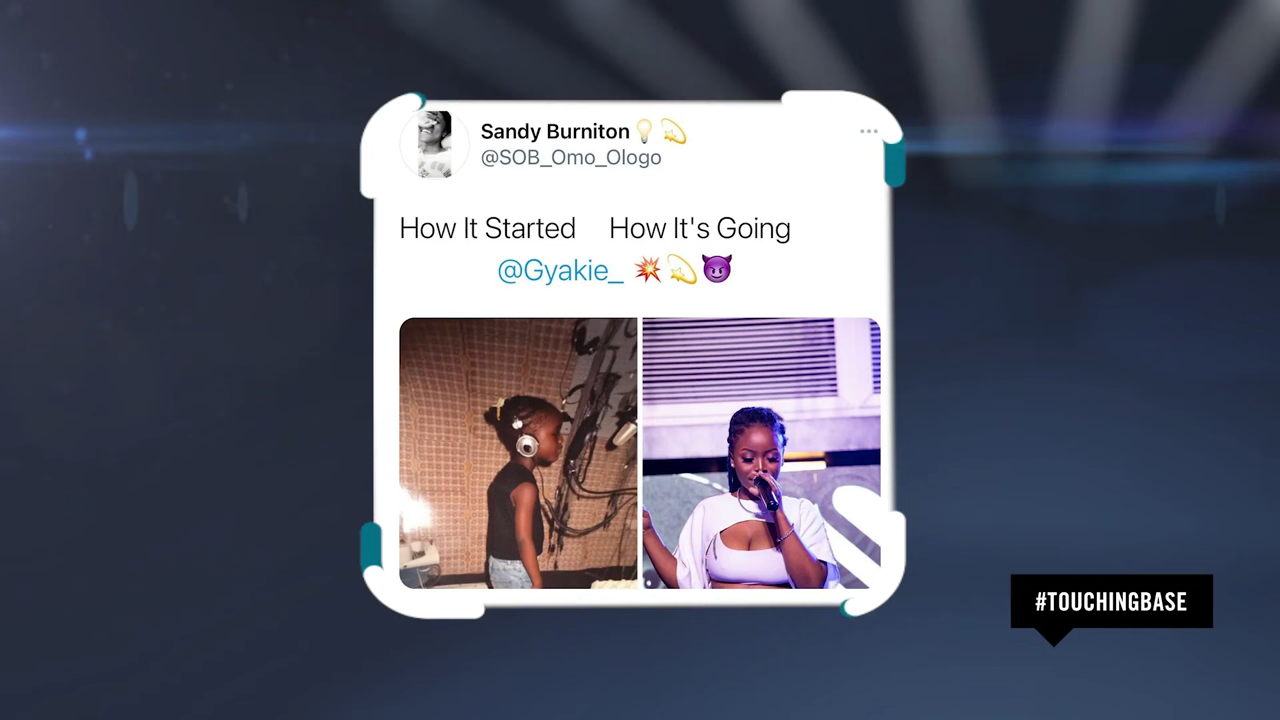 Sandy Burniton💡💫
@SOB_Omo_Ologo
How It Started How It's Going
@Gyakie_ 💥💫😈
#TOUCHINGBASE